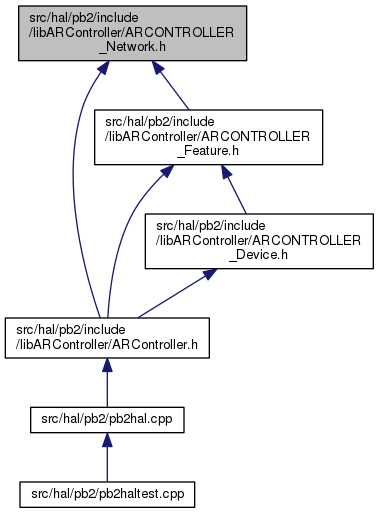 src/hal/pb2/include
/libARController/ARCONTROLLER
_Network.h
src/hal/pb2/include
/libARController/ARCONTROLLER
_Feature.h
src/hal/pb2/include
/libARController/ARCONTROLLER
_Device.h
src/hal/pb2/include
/libARController/ARController.h
src/hal/pb2/pb2hal.cpp
src/hal/pb2/pb2haltest.cpp